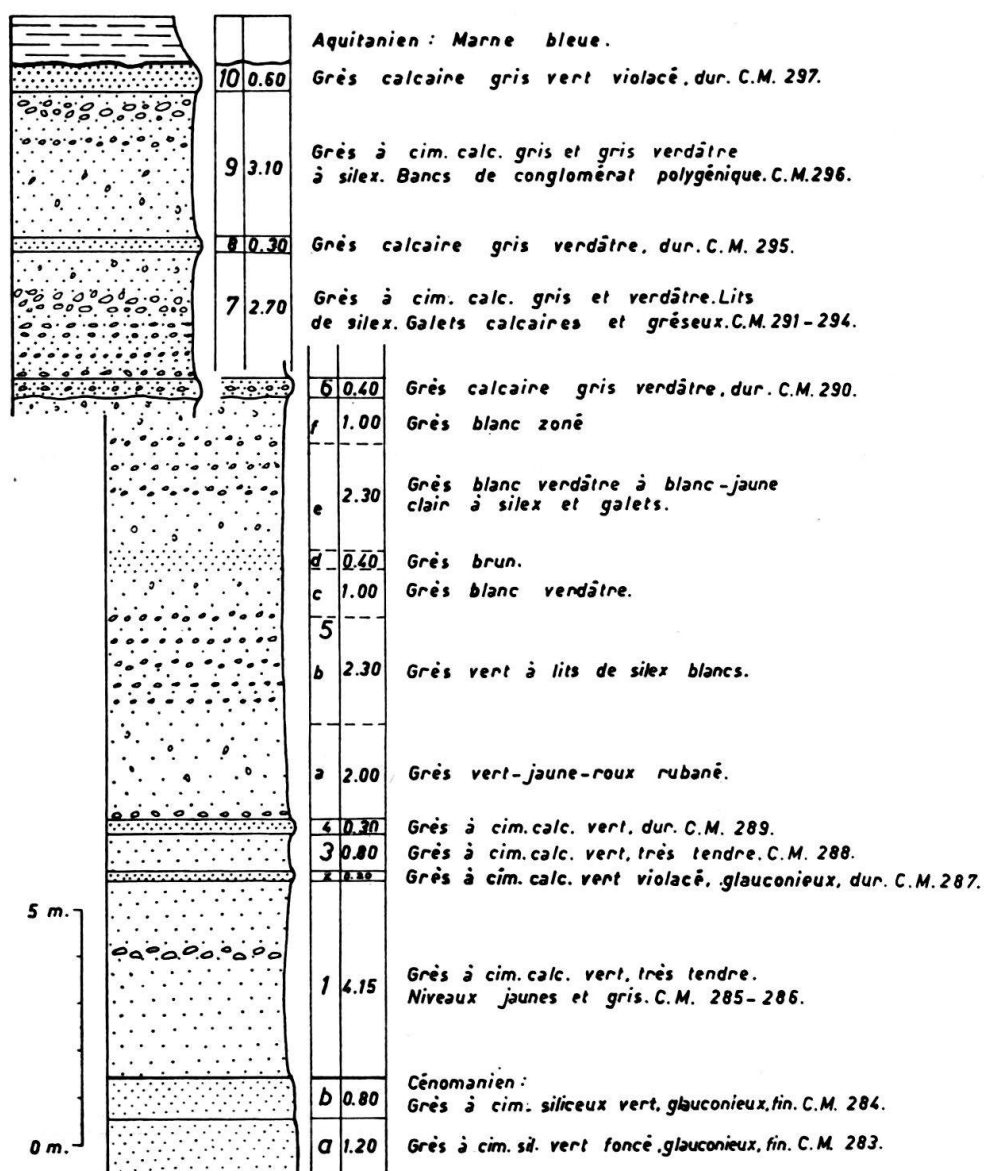 Aquitanien : Marne bleue.
10 0.60 Grès calcaire gris vert violacé, dur. C.M. 297.
9 3.10 Grès à cim. calc. gris et gris verdâtre
à silex. Bancs de conglomérat polygénique. C.M. 296.
8 0.30 Grès calcaire gris verdâtre, dur. C.M. 295.
7 2.70 Grès à cim. calc. gris et verdâtre. Lits
de silex. Galets calcaires et gréseux. C.M. 291-294.
6 0.40 Grès calcaire gris verdâtre, dur. C.M. 290.
f 1.00 Grès blanc zoné
e 2.30 Grès blanc verdâtre à blanc-jaune
clair à silex et galets.
d 0.40 Grès brun.
c 1.00 Grès blanc verdâtre.
5
b 2.30 Grès vert à lits de silex blancs.
a 2.00 Grès vert-jaune-roux rubané.
4 0.30 Grès à cim. calc. vert, dur. C.M. 289.
3 0.80 Grès à cim. calc. vert, très tendre. C.M. 288.
2 0.20 Grès à cim. calc. vert violacé, glauconieux, dur. C.M. 287.
5 m.
1 4.15 Grès à cim. calc. vert, très tendre.
Niveaux jaunes et gris. C.M. 285-286.
Cénomanien :
b 0.80 Grès à cim. siliceux vert, glauconieux, fin. C.M. 284.
0 m.
a 1.20 Grès à cim. sil. vert foncé, glauconieux, fin. C.M. 283.